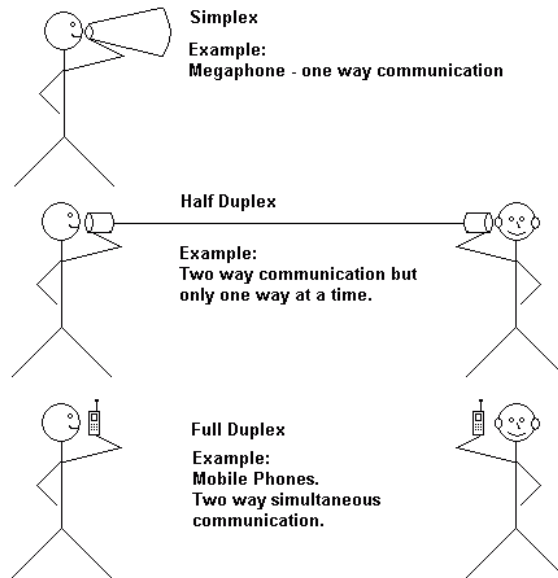 Simplex
Example:
Megaphone - one way communication
Half Duplex
Example:
Two way communication but
only one way at a time.
Full Duplex
Example:
Mobile Phones.
Two way simultaneous
communication.